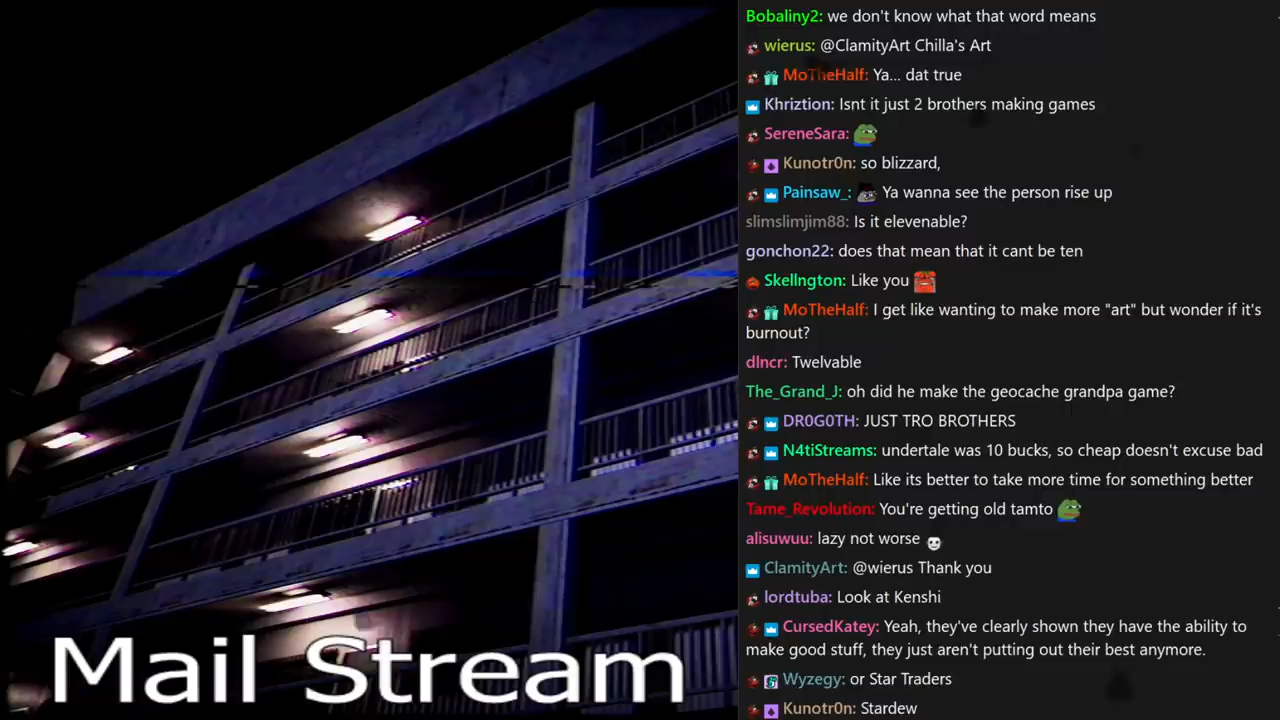 Bobaliny2: we don't know what that word means
wierus: @ClamityArt Chilla's Art
MoTheHalf: Ya... dat true
Khriztion: Isnt it just 2 brothers making games
SereneSara:
Kunotr0n: so blizzard,
Painsaw_: Ya wanna see the person rise up
slimslimjim88: Is it elevenable?
gonchon22: does that mean that it cant be ten
Skellngton: Like you
MoTheHalf: I get like wanting to make more "art" but wonder if it's
burnout?
dlncr: Twelvable
The_Grand_J: oh did he make the geocache grandpa game?
DR0G0TH: JUST TRO BROTHERS
N4tiStreams: undertale was 10 bucks, so cheap doesn't excuse bad
MoTheHalf: Like its better to take more time for something better
Tame_Revolution: You're getting old tamto
alisuwuu: lazy not worse
ClamityArt: @wierus Thank you
lordtuba: Look at Kenshi
CursedKatey: Yeah, they've clearly shown they have the ability to
make good stuff, they just aren't putting out their best anymore.
Wyzegy: or Star Traders
Kunotr0n: Stardew
Mail Stream